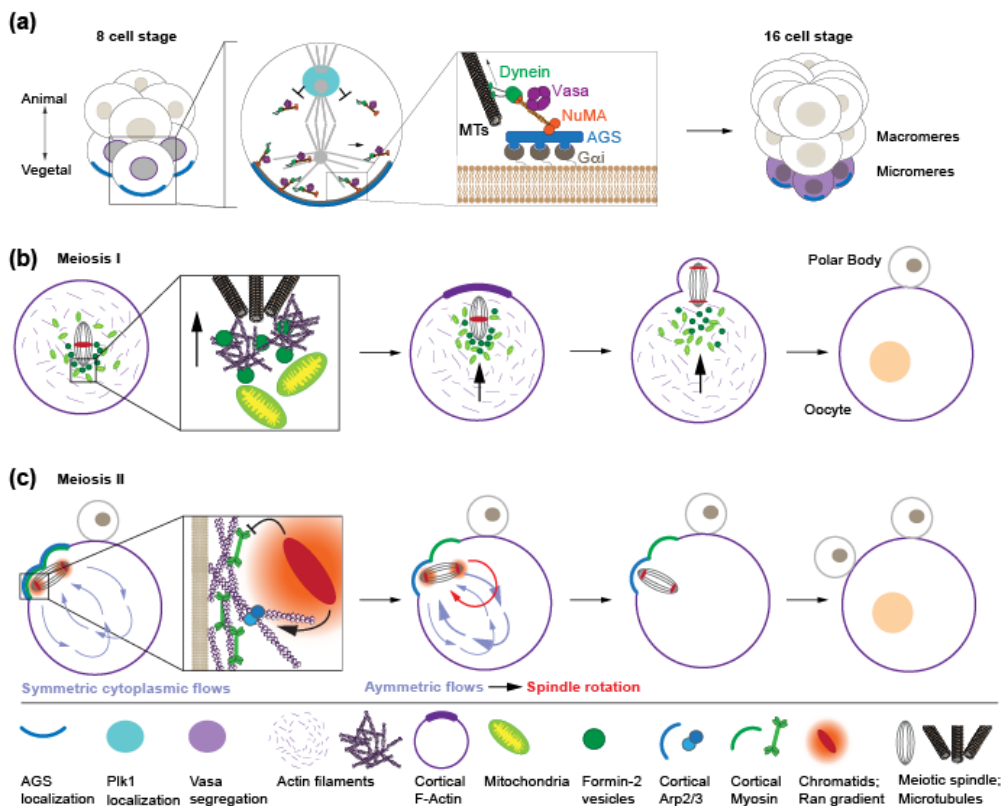 (a)
8 cell stage
16 cell stage
Animal
Vegetal
Dynein
Vasa
NuMA
MTs
AGS
Gαi
Macromeres
Micromeres
(b)
Meiosis I
Polar Body
Oocyte
(c)
Meiosis II
Symmetric cytoplasmic flows
Aymmetric flows
Spindle rotation
AGS
localization
Plk1
localization
Vasa
segregation
Actin filaments
Cortical
F-Actin
Mitochondria
Formin-2
vesicles
Cortical
Arp2/3
Cortical
Myosin
Chromatids;
Ran gradient
Meiotic spindle;
Microtubules